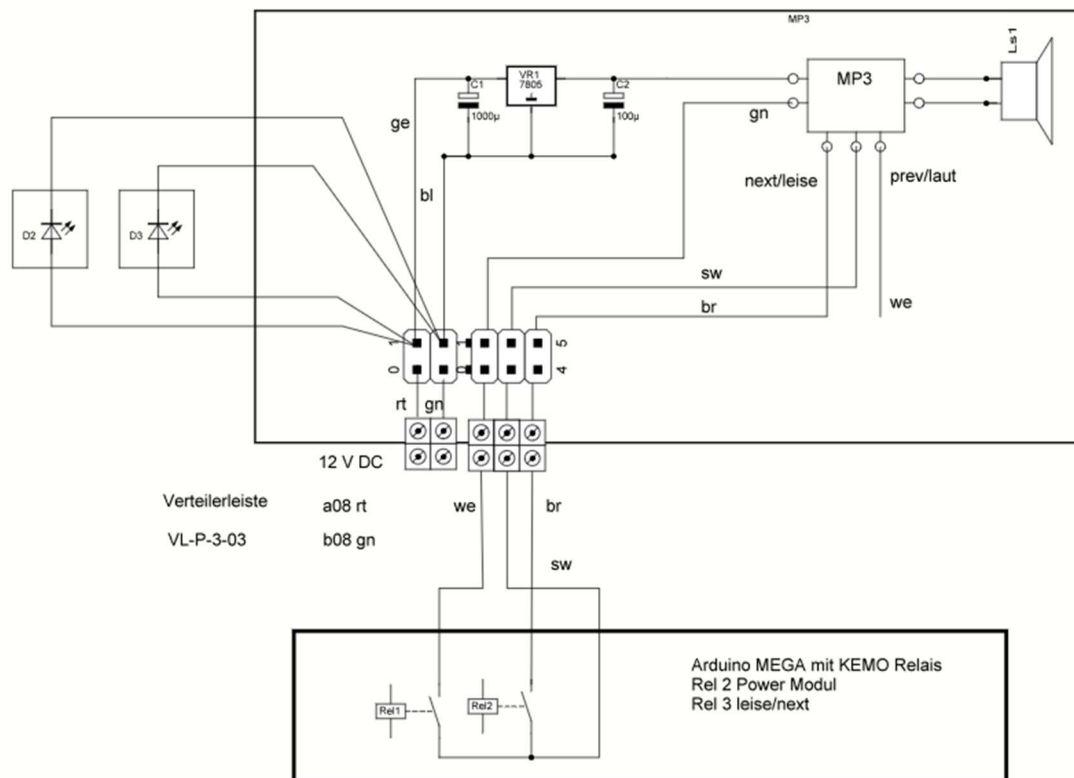 MP3
Ls1
VR1
7805
C1
1000µ
C2
100µ
MP3
ge
gn
bl
next/leise
prev/laut
D2
D3
sw
br
we
1
1
5
0
0
4
rt
gn
12 V DC
Verteilerleiste
a08 rt
VL-P-3-03
b08 gn
we
br
sw
Arduino MEGA mit KEMO Relais
Rel 2 Power Modul
Rel 3 leise/next
Rel1
Rel2